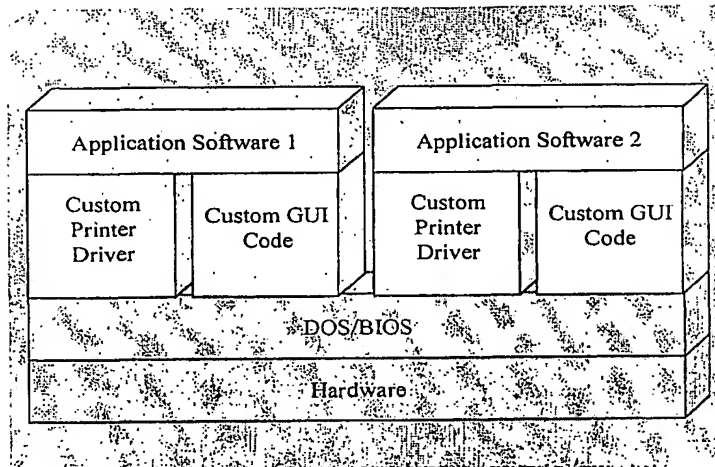 Application Software 1
Application Software 2
Custom
Printer
Driver
Custom GUI
Code
Custom
Printer
Driver
Custom GUI
Code
DOS/BIOS
Hardware